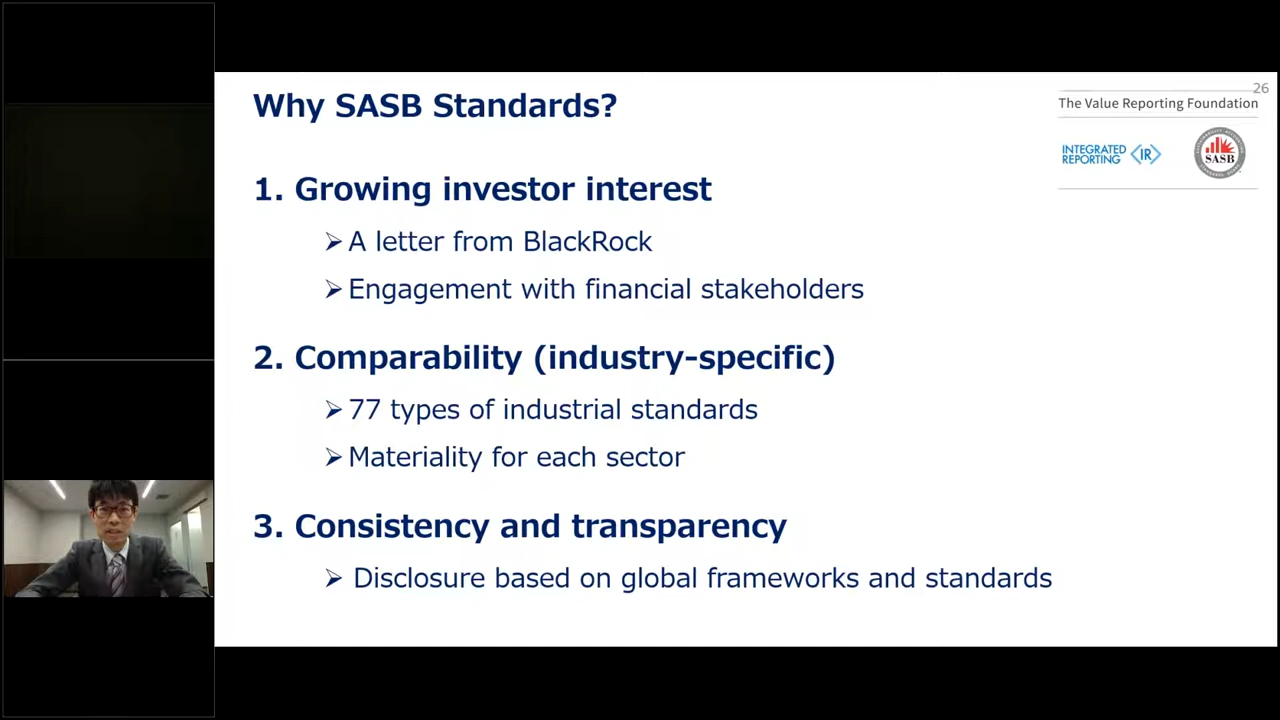 Why SASB Standards?
26
The Value Reporting Foundation
INTEGRATED
REPORTING
IR
SASB
1. Growing investor interest
➢ A letter from BlackRock
➢ Engagement with financial stakeholders
2. Comparability (industry-specific)
➢ 77 types of industrial standards
➢ Materiality for each sector
3. Consistency and transparency
➢ Disclosure based on global frameworks and standards